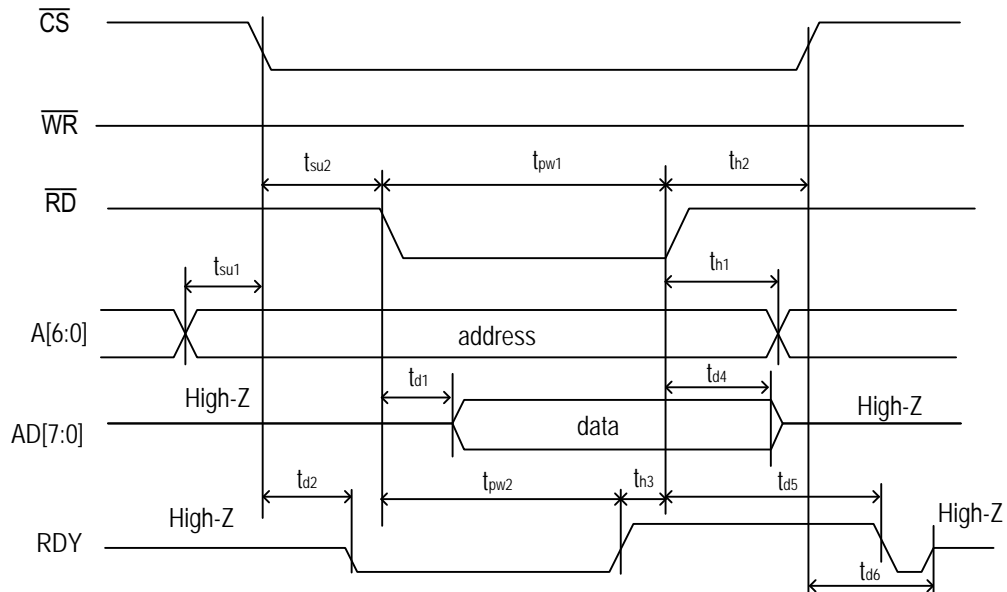 CS
WR
tsu2 tpw1 th2
RD
tsu1 th1
A[6:0] address
High-Z td1 td4 High-Z
AD[7:0] data
td2 tpw2 th3 td5
High-Z High-Z
RDY
td6